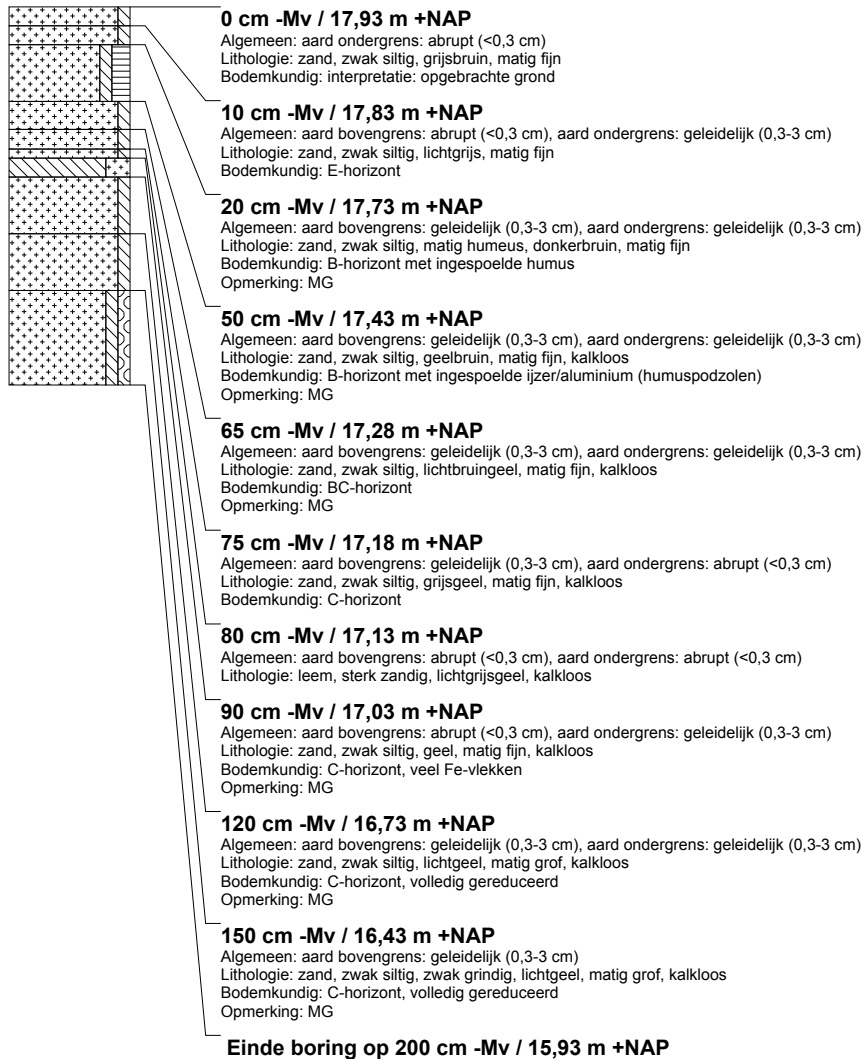 0 cm -Mv / 17,93 m +NAP
Algemeen: aard ondergrens: abrupt (<0,3 cm)
Lithologie: zand, zwak siltig, grijsbruin, matig fijn
Bodemkundig: interpretatie: opgebrachte grond
10 cm -Mv / 17,83 m +NAP
Algemeen: aard bovengrens: abrupt (<0,3 cm), aard ondergrens: geleidelijk (0,3-3 cm)
Lithologie: zand, zwak siltig, lichtgrijs, matig fijn
Bodemkundig: E-horizont
20 cm -Mv / 17,73 m +NAP
Algemeen: aard bovengrens: geleidelijk (0,3-3 cm), aard ondergrens: geleidelijk (0,3-3 cm)
Lithologie: zand, zwak siltig, matig humeus, donkerbruin, matig fijn
Bodemkundig: B-horizont met ingespoelde humus
Opmerking: MG
50 cm -Mv / 17,43 m +NAP
Algemeen: aard bovengrens: geleidelijk (0,3-3 cm), aard ondergrens: geleidelijk (0,3-3 cm)
Lithologie: zand, zwak siltig, geelbruin, matig fijn, kalkloos
Bodemkundig: B-horizont met ingespoelde ijzer/aluminium (humuspodzolen)
Opmerking: MG
65 cm -Mv / 17,28 m +NAP
Algemeen: aard bovengrens: geleidelijk (0,3-3 cm), aard ondergrens: geleidelijk (0,3-3 cm)
Lithologie: zand, zwak siltig, lichtbruingeel, matig fijn, kalkloos
Bodemkundig: BC-horizont
Opmerking: MG
75 cm -Mv / 17,18 m +NAP
Algemeen: aard bovengrens: geleidelijk (0,3-3 cm), aard ondergrens: abrupt (<0,3 cm)
Lithologie: zand, zwak siltig, grijsgeel, matig fijn, kalkloos
Bodemkundig: C-horizont
80 cm -Mv / 17,13 m +NAP
Algemeen: aard bovengrens: abrupt (<0,3 cm), aard ondergrens: abrupt (<0,3 cm)
Lithologie: leem, sterk zandig, lichtgrijsgeel, kalkloos
90 cm -Mv / 17,03 m +NAP
Algemeen: aard bovengrens: abrupt (<0,3 cm), aard ondergrens: geleidelijk (0,3-3 cm)
Lithologie: zand, zwak siltig, geel, matig fijn, kalkloos
Bodemkundig: C-horizont, veel Fe-vlekken
Opmerking: MG
120 cm -Mv / 16,73 m +NAP
Algemeen: aard bovengrens: geleidelijk (0,3-3 cm), aard ondergrens: geleidelijk (0,3-3 cm)
Lithologie: zand, zwak siltig, lichtgeel, matig grof, kalkloos
Bodemkundig: C-horizont, volledig gereduceerd
Opmerking: MG
150 cm -Mv / 16,43 m +NAP
Algemeen: aard bovengrens: geleidelijk (0,3-3 cm)
Lithologie: zand, zwak siltig, zwak grindig, lichtgeel, matig grof, kalkloos
Bodemkundig: C-horizont, volledig gereduceerd
Opmerking: MG
Einde boring op 200 cm -Mv / 15,93 m +NAP